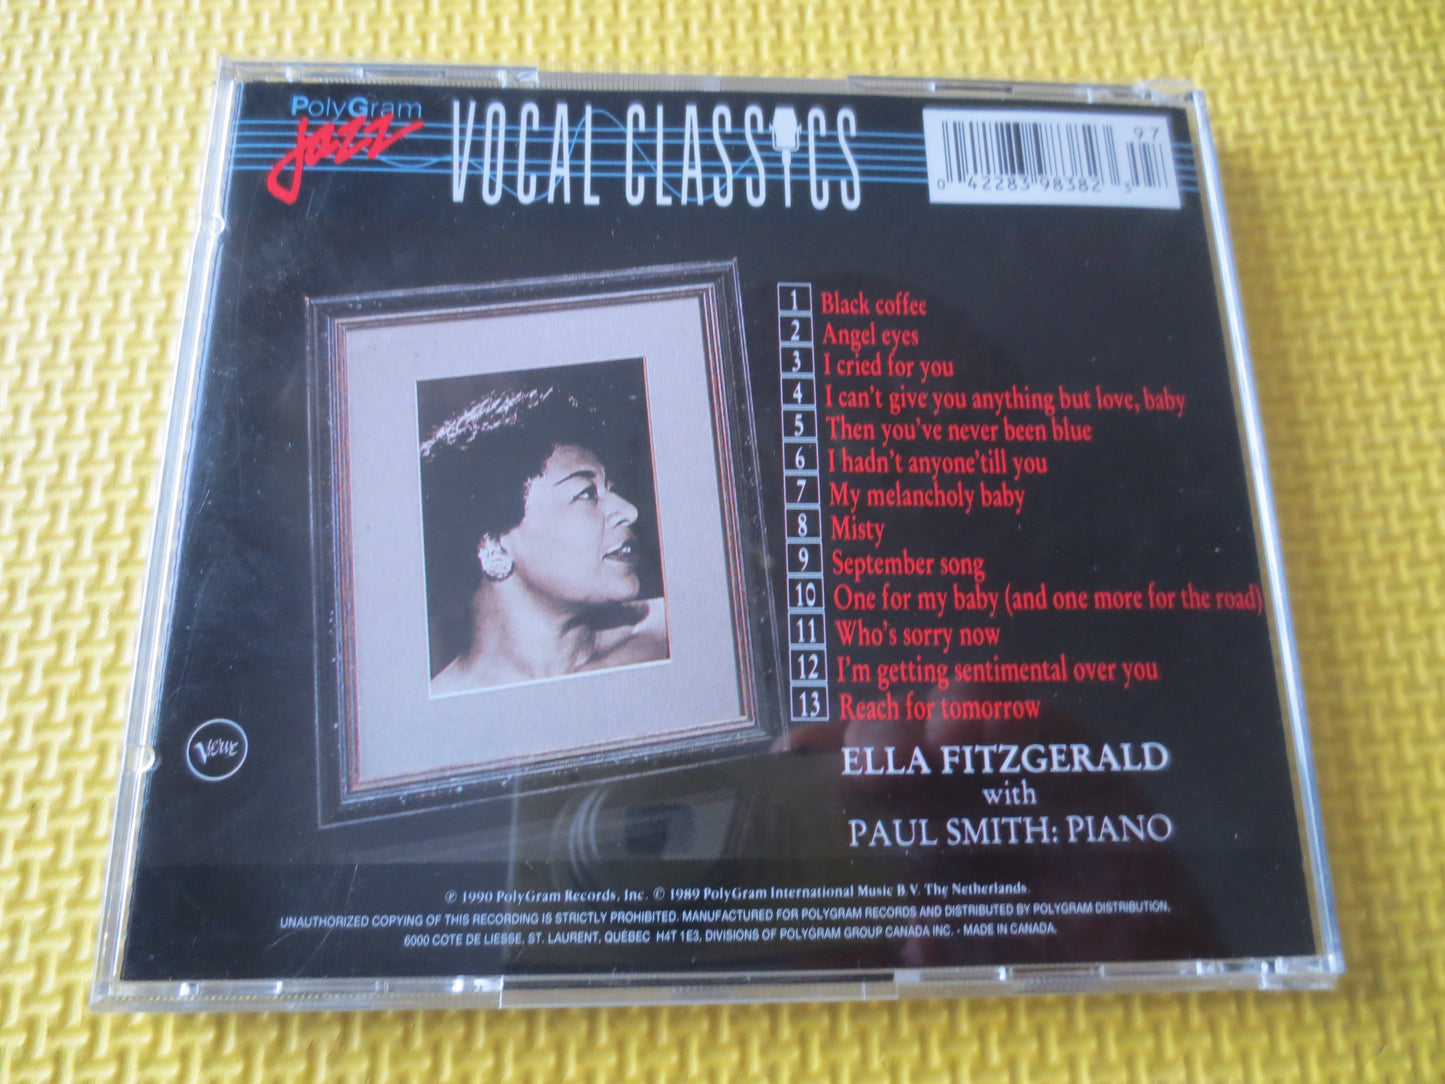 PolyGram
Jazz
VOCAL CLASSICS
97
0 42283 98382 3
1 Black coffee
2 Angel eyes
3 I cried for you
4 I can't give you anything but love, baby
5 Then you've never been blue
6 I hadn't anyone'till you
7 My melancholy baby
8 Misty
9 September song
10 One for my baby (and one more for the road)
11 Who's sorry now
12 I'm getting sentimental over you
13 Reach for tomorrow
Verve
ELLA FITZGERALD
with
PAUL SMITH: PIANO
℗ 1990 PolyGram Records, Inc. © 1989 PolyGram International Music B.V. The Netherlands.
UNAUTHORIZED COPYING OF THIS RECORDING IS STRICTLY PROHIBITED. MANUFACTURED FOR POLYGRAM RECORDS AND DISTRIBUTED BY POLYGRAM DISTRIBUTION,
6000 COTE DE LIESSE, ST. LAURENT, QUÉBEC H4T 1E3, DIVISIONS OF POLYGRAM GROUP CANADA INC. - MADE IN CANADA.